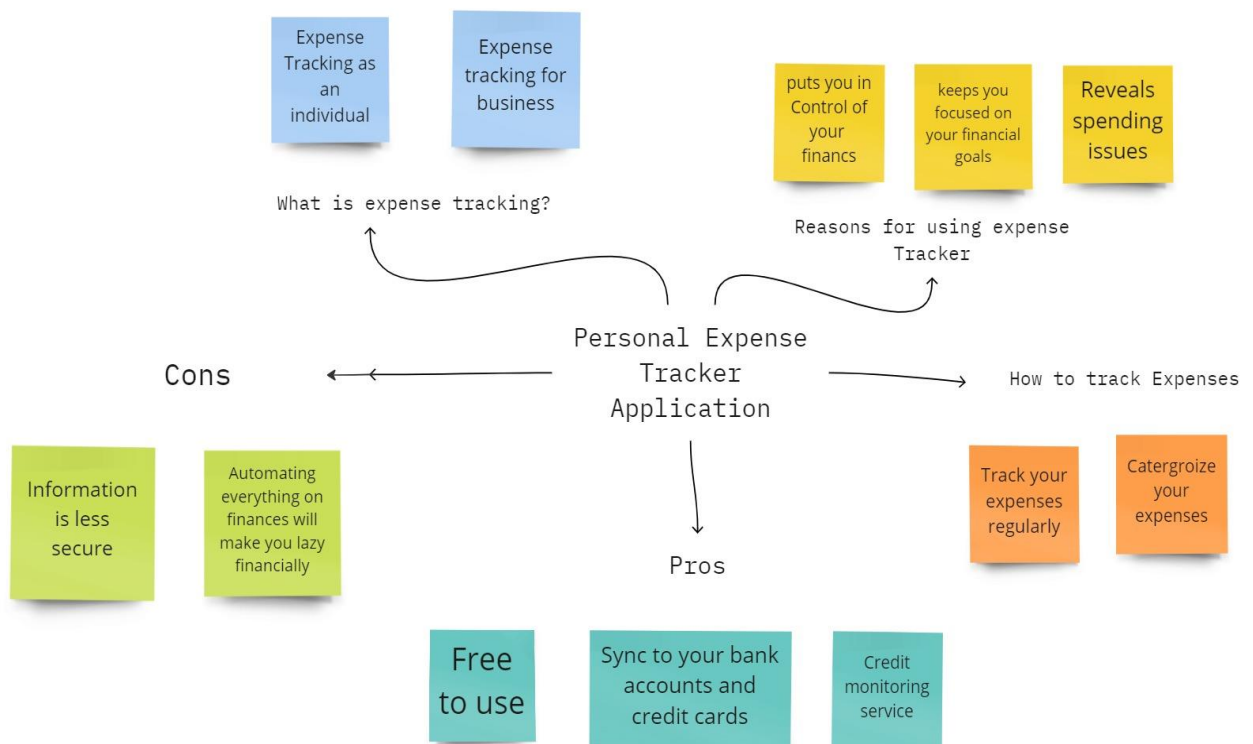 Expense
Tracking as
an
individual
Expense
tracking for
business
What is expense tracking?
puts you in
Control of
your
financs
keeps you
focused on
your financial
goals
Reveals
spending
issues
Reasons for using expense
Tracker
Personal Expense
Tracker
Application
Cons
How to track Expenses
Information
is less
secure
Automating
everything on
finances will
make you lazy
financially
Track your
expenses
regularly
Catergroize
your
expenses
Pros
Free
to use
Sync to your bank
accounts and
credit cards
Credit
monitoring
service